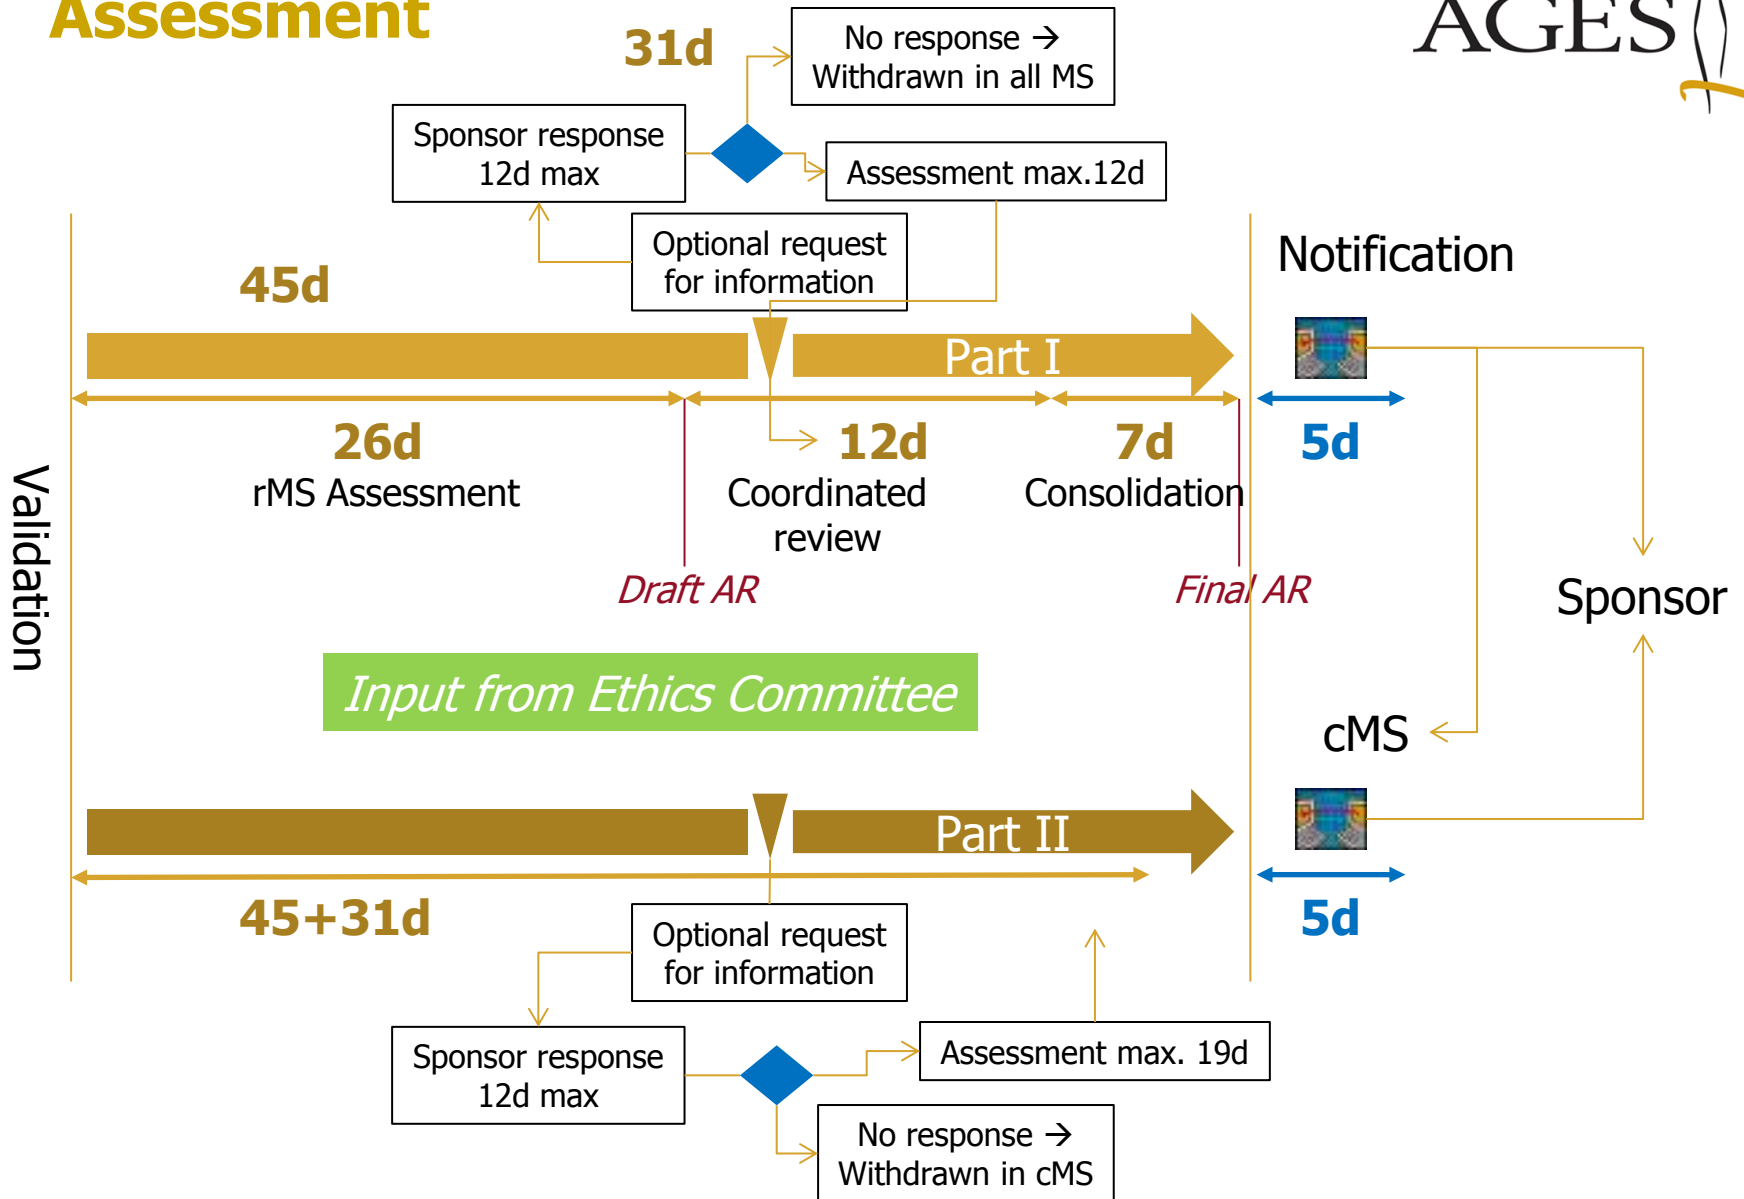 Assessment
AGES
31d
No response →
Withdrawn in all MS
Sponsor response
12d max
Assessment max.12d
Optional request
for information
45d
Notification
Part I
26d
12d
7d
5d
rMS Assessment
Coordinated
review
Consolidation
Validation
Draft AR
Final AR
Sponsor
Input from Ethics Committee
cMS
Part II
45+31d
5d
Optional request
for information
Sponsor response
12d max
Assessment max. 19d
No response →
Withdrawn in cMS